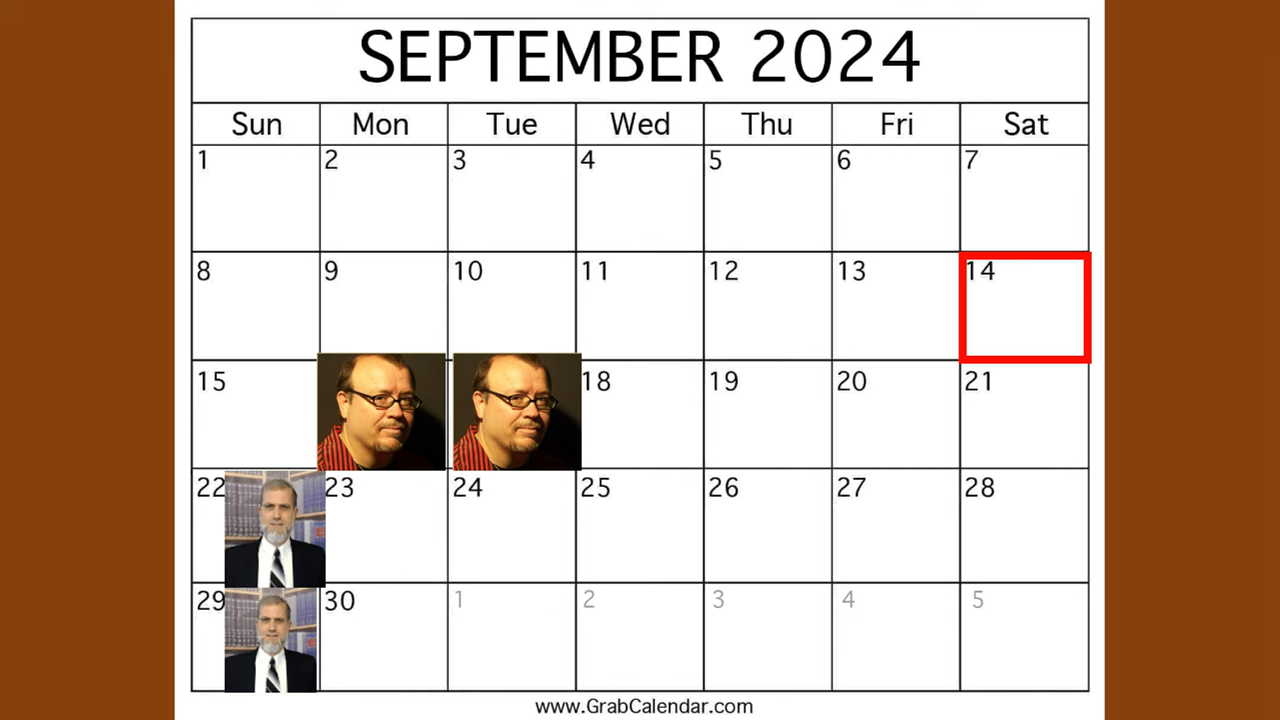 SEPTEMBER 2024
Sun Mon Tue Wed Thu Fri Sat
1 2 3 4 5 6 7
8 9 10 11 12 13 14
15 18 19 20 21
22 23 24 25 26 27 28
29 30 1 2 3 4 5
www.GrabCalendar.com